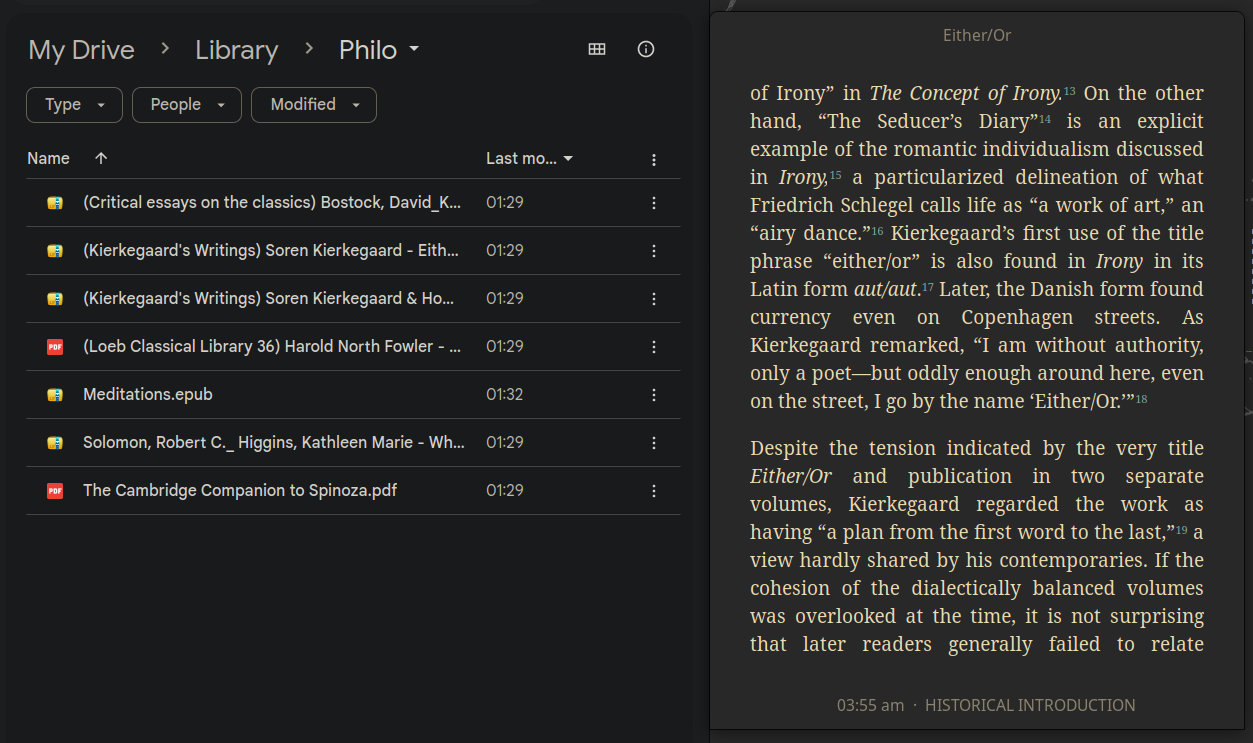 My Drive > Library > Philo
Type People Modified
Name Last mo...
(Critical essays on the classics) Bostock, David_K... 01:29
(Kierkegaard's Writings) Soren Kierkegaard - Eith... 01:29
(Kierkegaard's Writings) Soren Kierkegaard & Ho... 01:29
PDF (Loeb Classical Library 36) Harold North Fowler - ... 01:29
Meditations.epub 01:32
Solomon, Robert C._ Higgins, Kathleen Marie - Wh... 01:29
PDF The Cambridge Companion to Spinoza.pdf 01:29
Either/Or
of Irony” in The Concept of Irony.13 On the other
hand, “The Seducer’s Diary”14 is an explicit
example of the romantic individualism discussed
in Irony,15 a particularized delineation of what
Friedrich Schlegel calls life as “a work of art,” an
“airy dance.”16 Kierkegaard’s first use of the title
phrase “either/or” is also found in Irony in its
Latin form aut/aut.17 Later, the Danish form found
currency even on Copenhagen streets. As
Kierkegaard remarked, “I am without authority,
only a poet—but oddly enough around here, even
on the street, I go by the name ‘Either/Or.’”18
Despite the tension indicated by the very title
Either/Or and publication in two separate
volumes, Kierkegaard regarded the work as
having “a plan from the first word to the last,”19 a
view hardly shared by his contemporaries. If the
cohesion of the dialectically balanced volumes
was overlooked at the time, it is not surprising
that later readers generally failed to relate
03:55 am · HISTORICAL INTRODUCTION